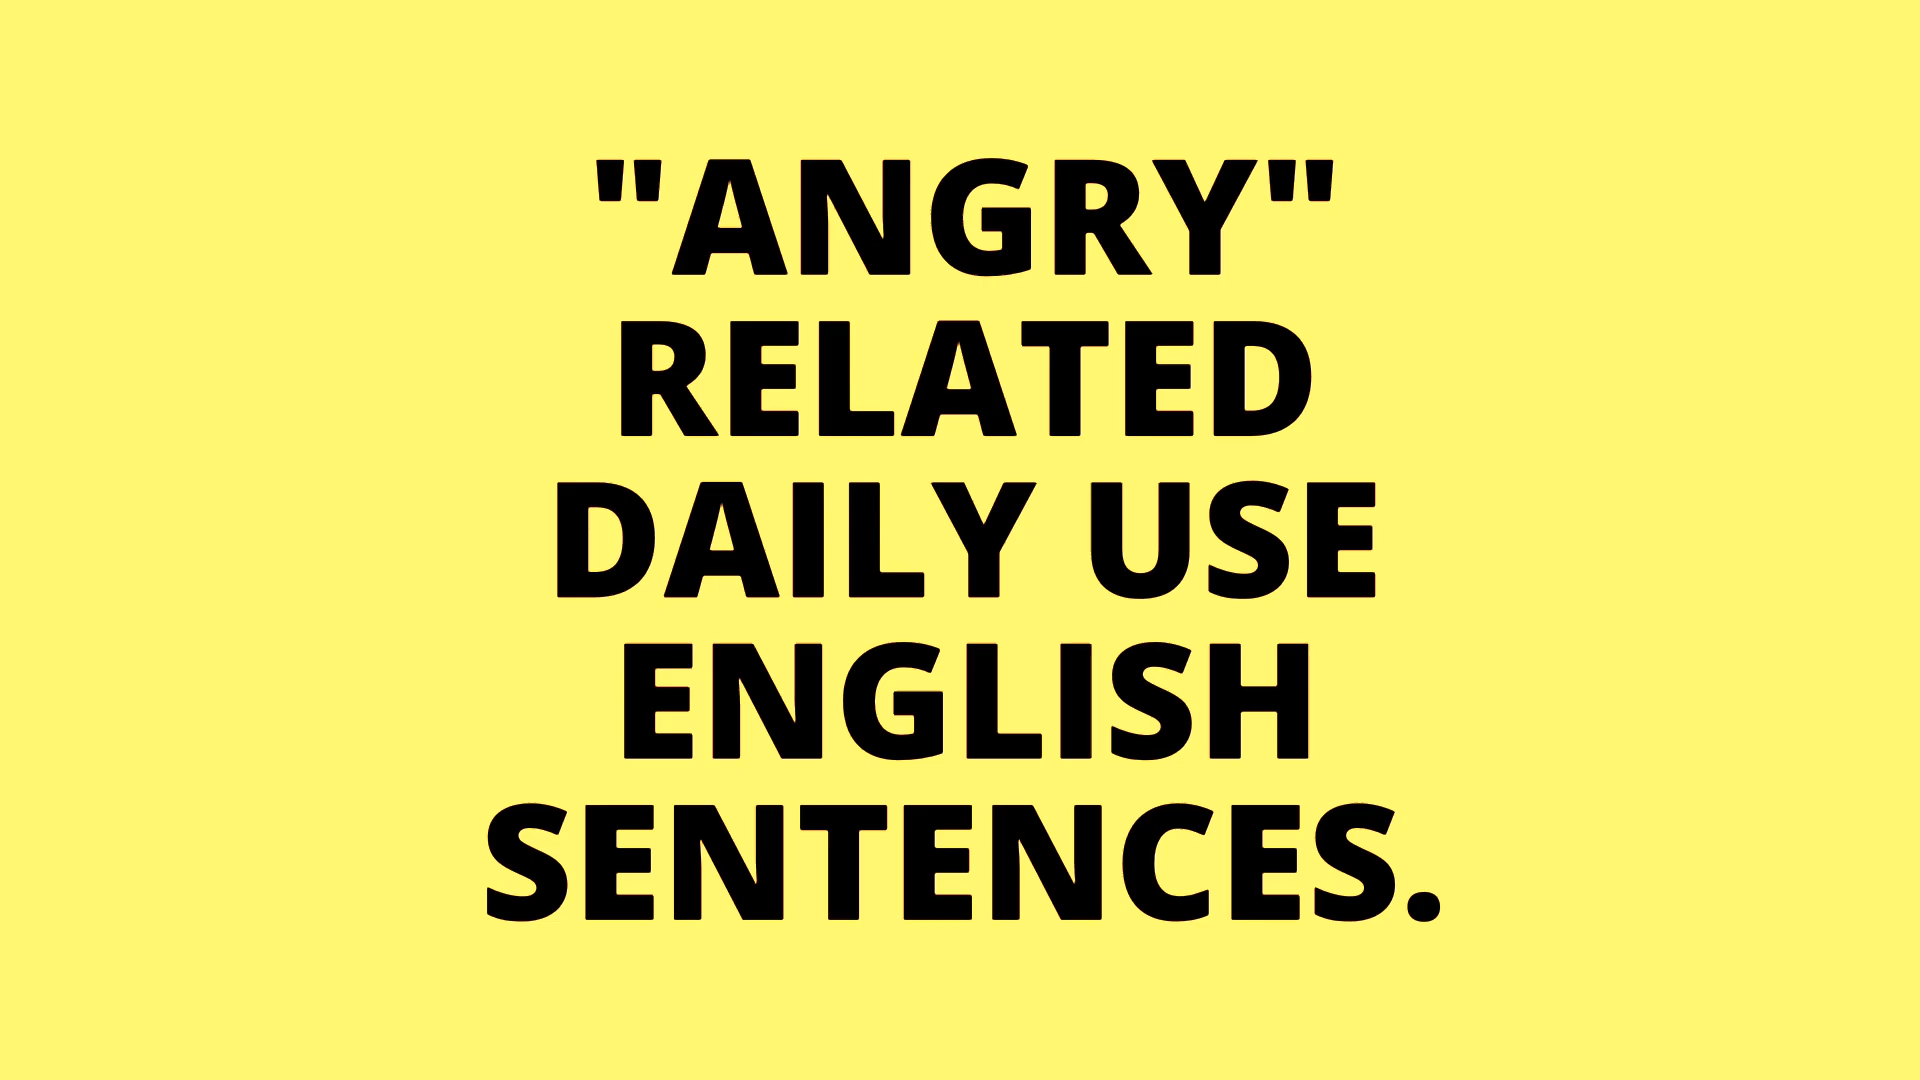 "ANGRY"
RELATED
DAILY USE
ENGLISH
SENTENCES.